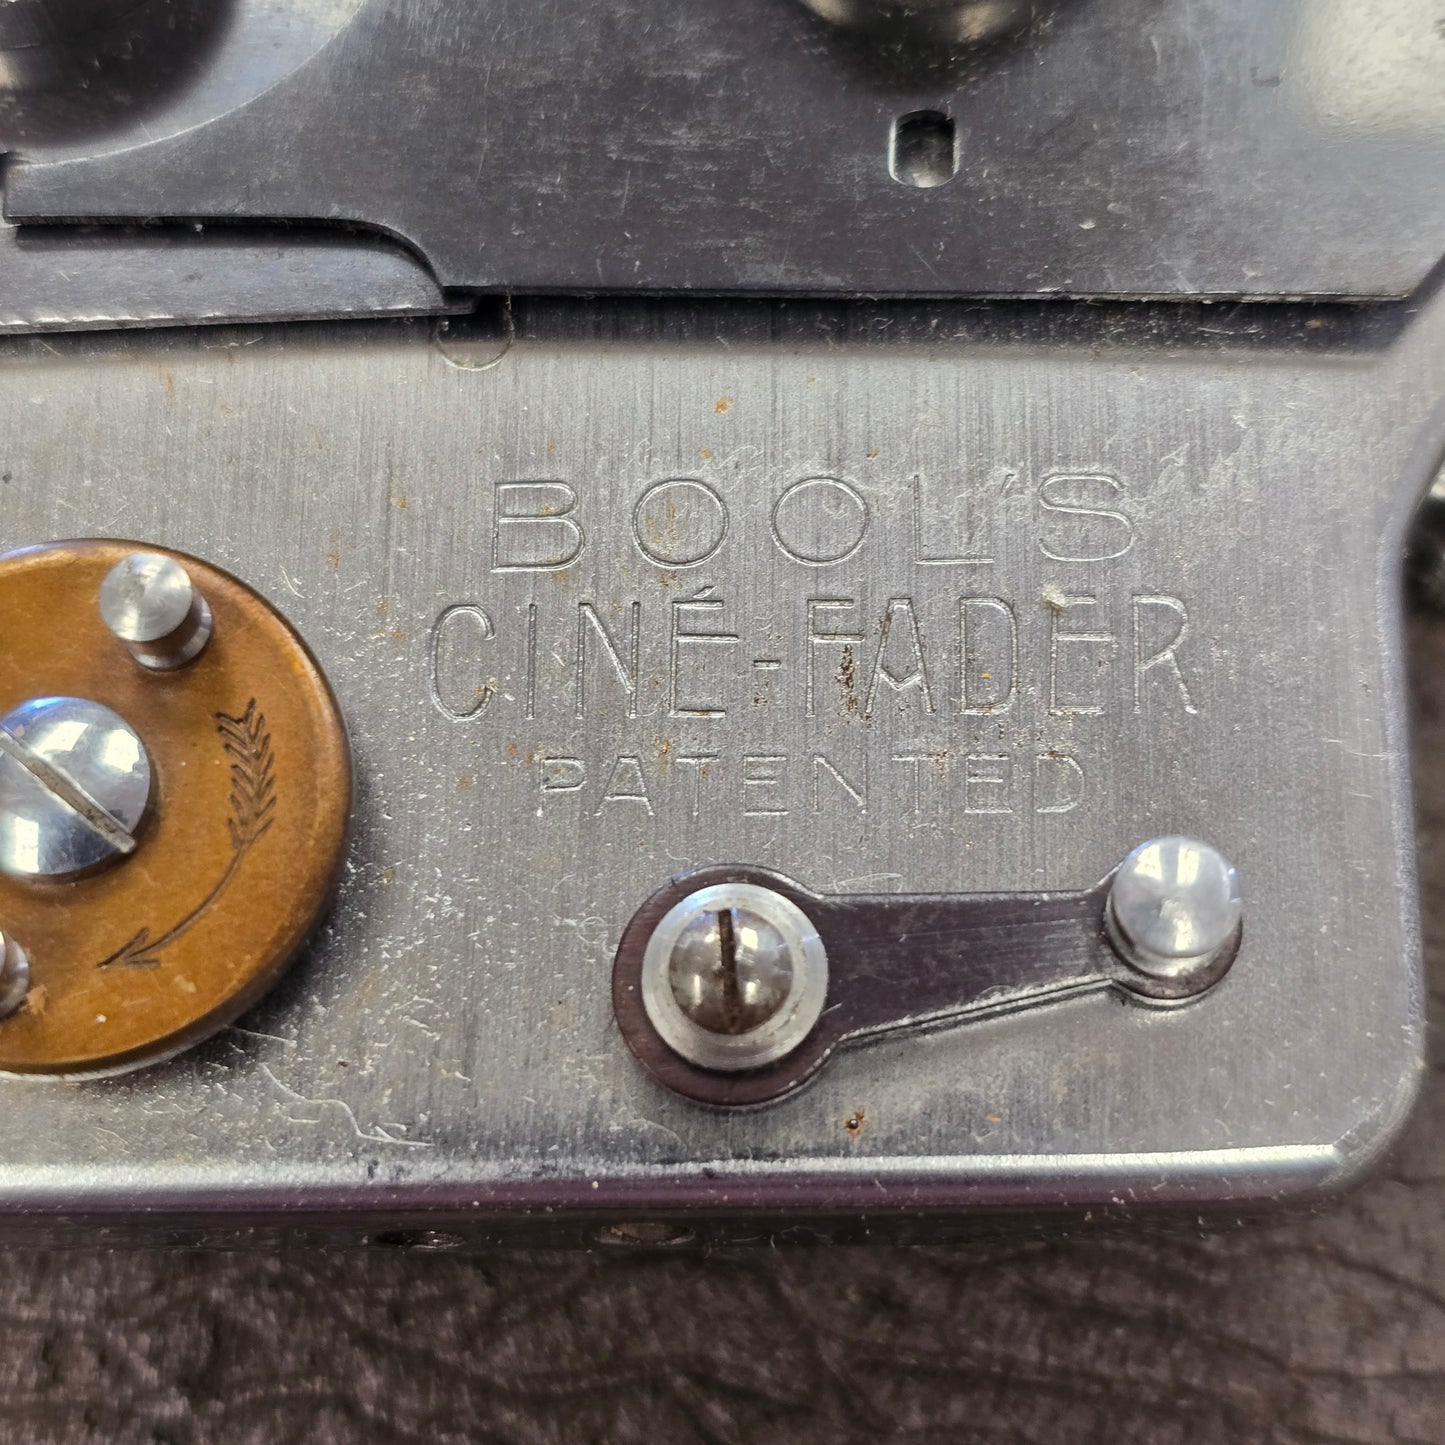 BOOL'S
CINÉ-FADER
PATENTED